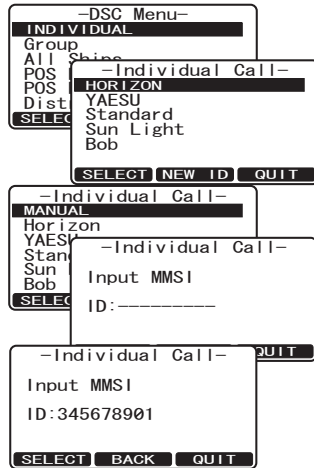 –DSC Menu–
INDIVIDUAL
Group
All Ships
POS
POS
Dist
SELEC
–Individual Call–
HORIZON
YAESU
Standard
Sun Light
Bob
SELECT NEW ID QUIT
–Individual Call–
MANUAL
Horizon
YAESU
Stan
Sun
Bob
SELEC
–Individual Call–
Input MMSI
ID:–––––––––
QUIT
–Individual Call–
Input MMSI
ID:345678901
SELECT BACK QUIT